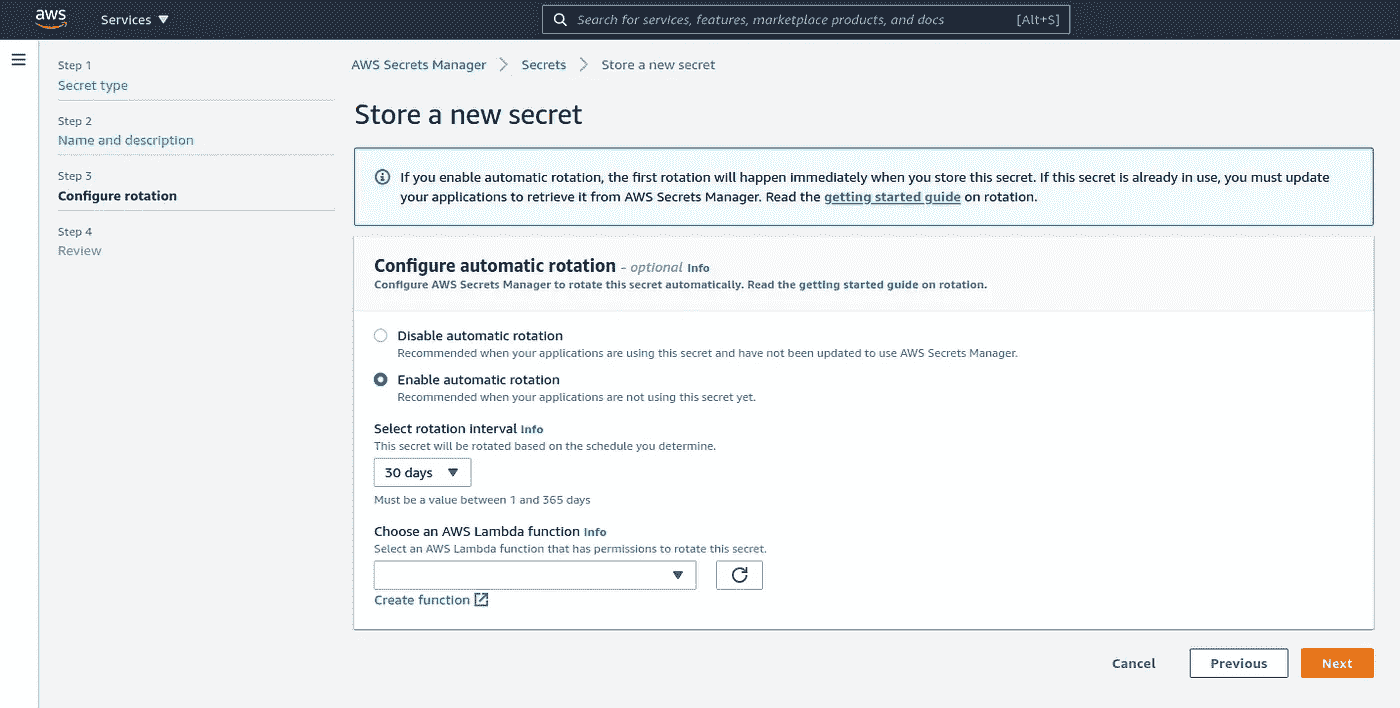 aws
Services
Search for services, features, marketplace products, and docs
[Alt+S]
Step 1
Secret type
Step 2
Name and description
Step 3
Configure rotation
Step 4
Review
AWS Secrets Manager
Secrets
Store a new secret
Store a new secret
If you enable automatic rotation, the first rotation will happen immediately when you store this secret. If this secret is already in use, you must update
your applications to retrieve it from AWS Secrets Manager. Read the getting started guide on rotation.
Configure automatic rotation - optional Info
Configure AWS Secrets Manager to rotate this secret automatically. Read the getting started guide on rotation.
Disable automatic rotation
Recommended when your applications are using this secret and have not been updated to use AWS Secrets Manager.
Enable automatic rotation
Recommended when your applications are not using this secret yet.
Select rotation interval Info
This secret will be rotated based on the schedule you determine.
30 days
Must be a value between 1 and 365 days
Choose an AWS Lambda function Info
Select an AWS Lambda function that has permissions to rotate this secret.
Create function
Cancel
Previous
Next